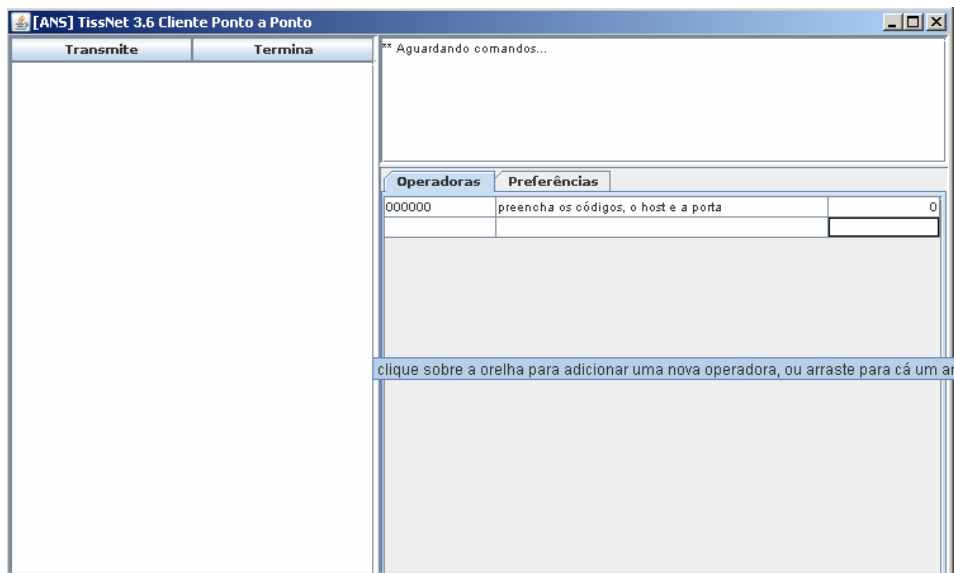 [ANS] TissNet 3.6 Cliente Ponto a Ponto
Transmite Termina
** Aguardando comandos...
Operadoras Preferências
000000 preencha os códigos, o host e a porta 0
clique sobre a orelha para adicionar uma nova operadora, ou arraste para cá um